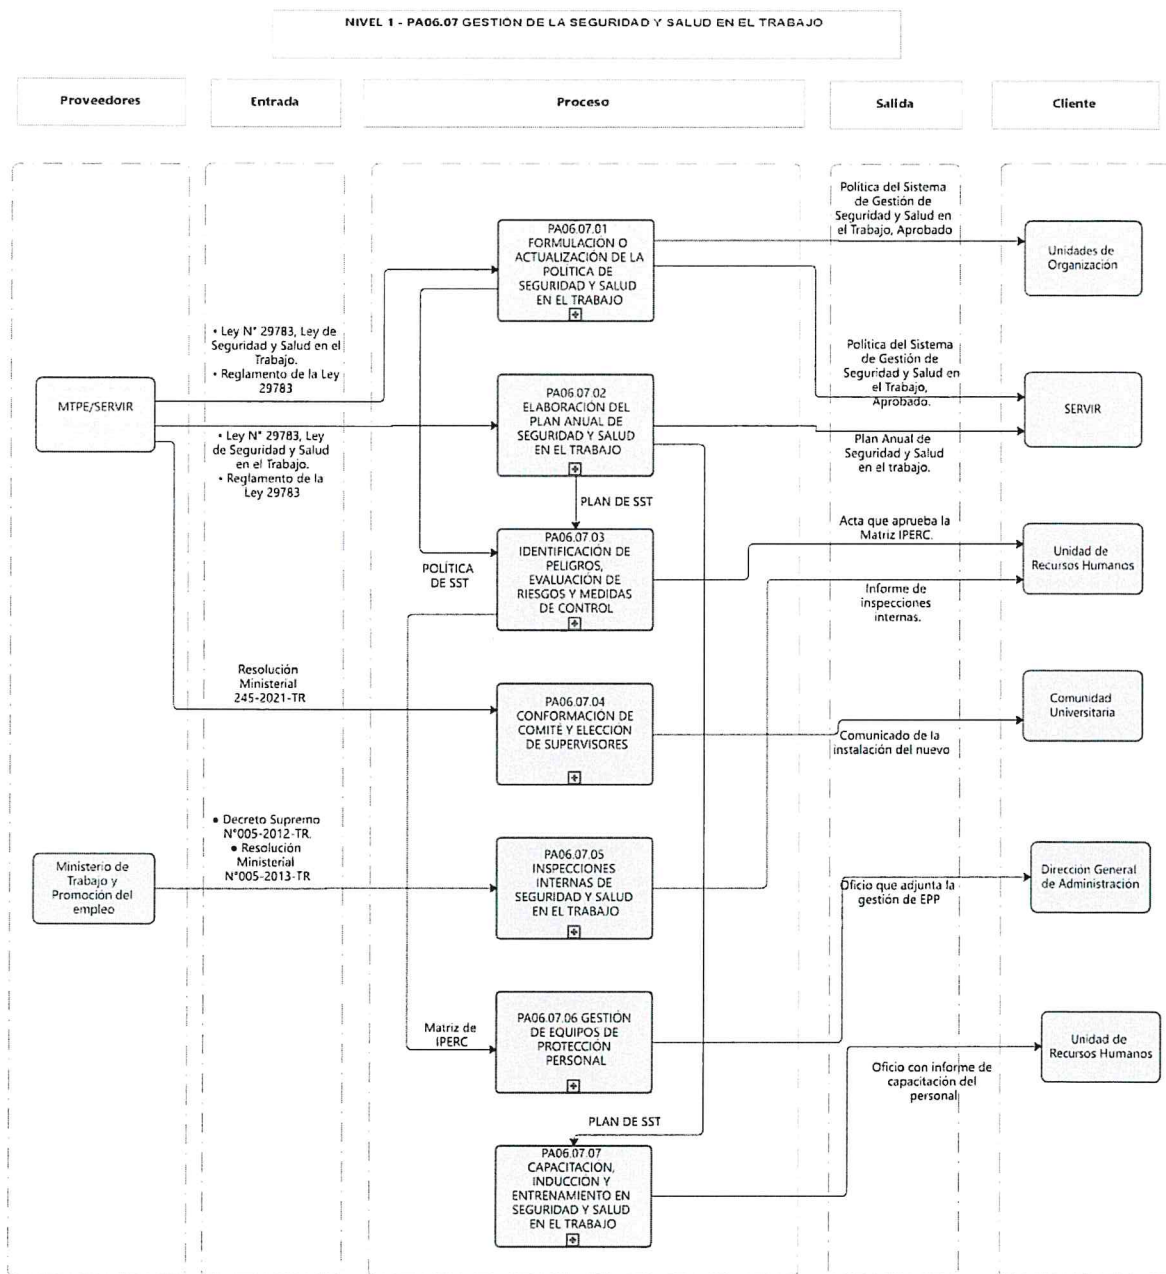 NIVEL 1 - PA06.07 GESTIÓN DE LA SEGURIDAD Y SALUD EN EL TRABAJO
Proveedores
Entrada
Proceso
Salida
Cliente
MTPE/SERVIR
Ministerio de
Trabajo y
Promoción del
empleo
• Ley N° 29783, Ley de
Seguridad y Salud en el
Trabajo.
• Reglamento de la Ley
29783
• Ley N° 29783, Ley
de Seguridad y Salud
en el Trabajo.
• Reglamento de la
Ley 29783
Resolución
Ministerial
245-2021-TR
• Decreto Supremo
N°005-2012-TR.
• Resolución
Ministerial
N°005-2013-TR
PA06.07.01
FORMULACIÓN O
ACTUALIZACIÓN DE LA
POLÍTICA DE
SEGURIDAD Y SALUD
EN EL TRABAJO
PA06.07.02
ELABORACIÓN DEL
PLAN ANUAL DE
SEGURIDAD Y SALUD
EN EL TRABAJO
PLAN DE SST
POLÍTICA
DE SST
PA06.07.03
IDENTIFICACIÓN DE
PELIGROS,
EVALUACIÓN DE
RIESGOS Y MEDIDAS
DE CONTROL
PA06.07.04
CONFORMACIÓN DE
COMITÉ Y ELECCIÓN
DE SUPERVISORES
PA06.07.05
INSPECCIONES
INTERNAS DE
SEGURIDAD Y SALUD
EN EL TRABAJO
Matriz de
IPERC
PA06.07.06 GESTIÓN
DE EQUIPOS DE
PROTECCIÓN
PERSONAL
PLAN DE SST
PA06.07.07
CAPACITACION,
INDUCCIÓN Y
ENTRENAMIENTO EN
SEGURIDAD Y SALUD
EN EL TRABAJO
Política del Sistema
de Gestión de
Seguridad y Salud en
el Trabajo, Aprobado
Política del Sistema
de Gestión de
Seguridad y Salud en
el Trabajo,
Aprobado.
Plan Anual de
Seguridad y Salud
en el trabajo.
Acta que aprueba la
Matriz IPERC.
Informe de
inspecciones
internas.
Comunicado de la
instalación del nuevo
Oficio que adjunta la
gestión de EPP
Oficio con informe de
capacitación del
personal
Unidades de
Organización
SERVIR
Unidad de
Recursos Humanos
Comunidad
Universitaria
Dirección General
de Administración
Unidad de
Recursos Humanos